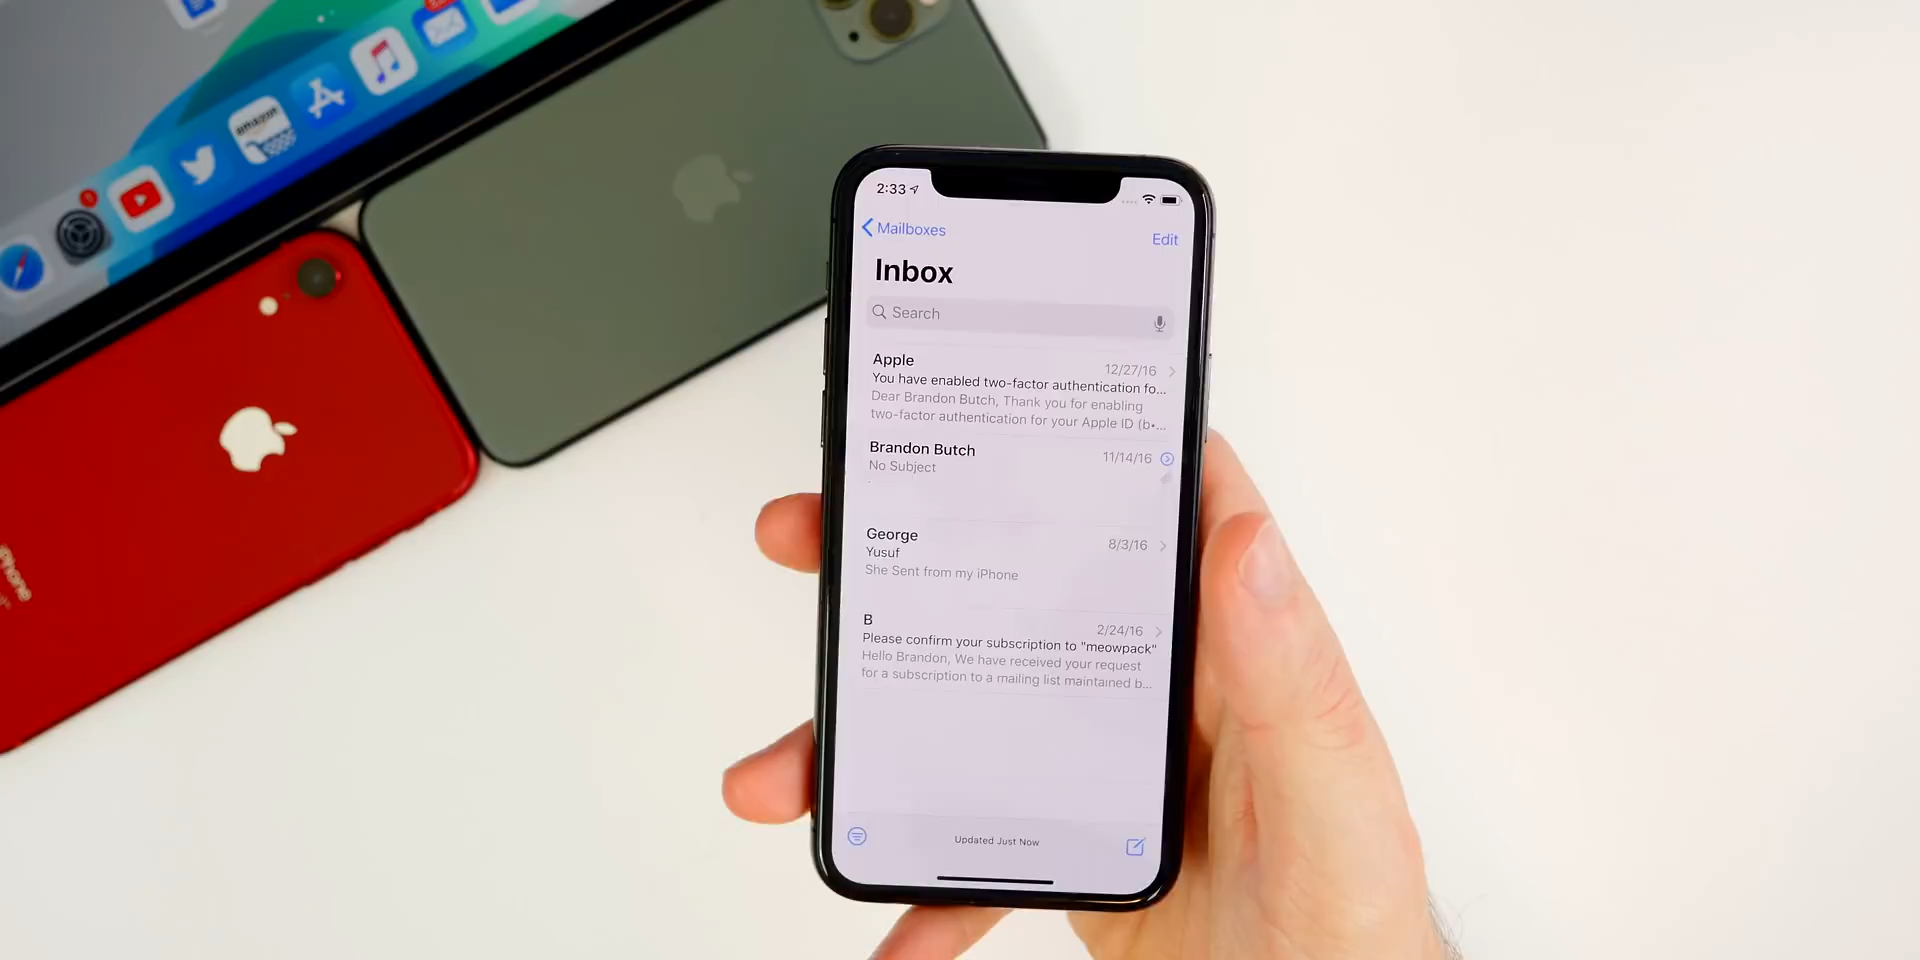 amazon
iPhone
2:33
Mailboxes
Edit
Inbox
Search
Apple
12/27/16
You have enabled two-factor authentication fo...
Dear Brandon Butch, Thank you for enabling
two-factor authentication for your Apple ID (b•...
Brandon Butch
11/14/16
No Subject
.
George
8/3/16
Yusuf
She Sent from my iPhone
B
2/24/16
Please confirm your subscription to "meowpack"
Hello Brandon, We have received your request
for a subscription to a mailing list maintained b...
Updated Just Now